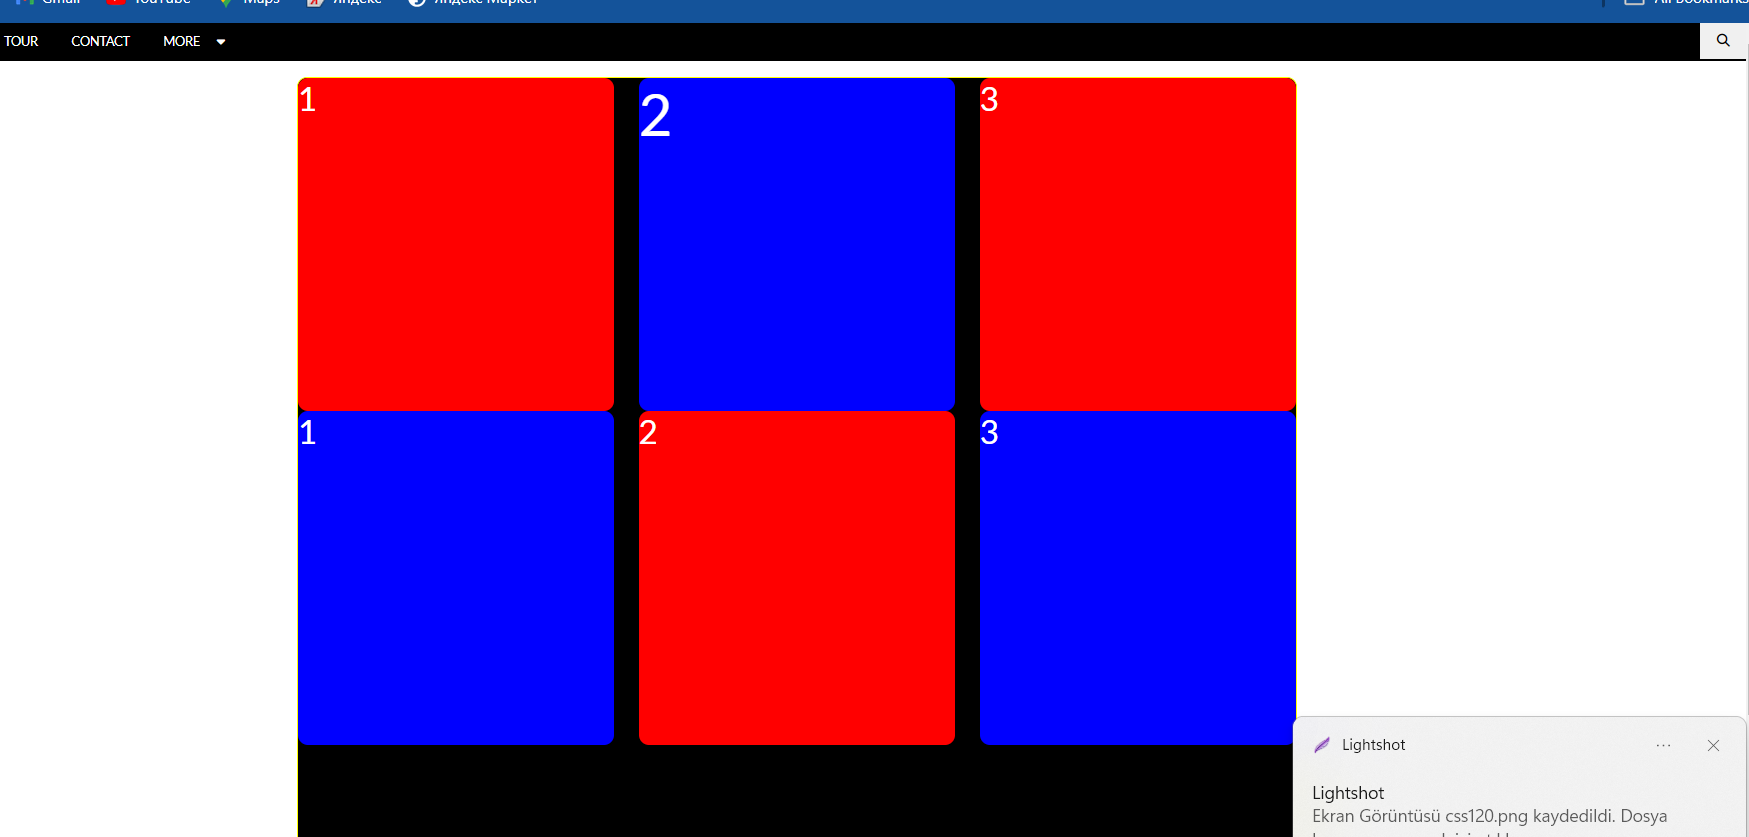 Gmail YouTube Maps Яндекс Яндекс Маркет All Bookmarks
TOUR CONTACT MORE
1 2 3
1 2 3
Lightshot
Lightshot
Ekran Görüntüsü css120.png kaydedildi. Dosya